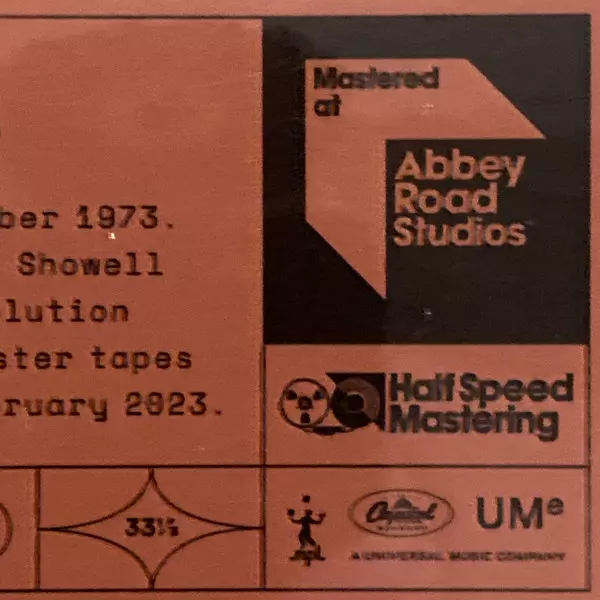 Mastered
at
Abbey
Road
Studios
ber 1973.
Showell
lution
ster tapes
ruary 2023.
Half Speed
Mastering
33⅓
Capitol
UMe
A UNIVERSAL MUSIC COMPANY